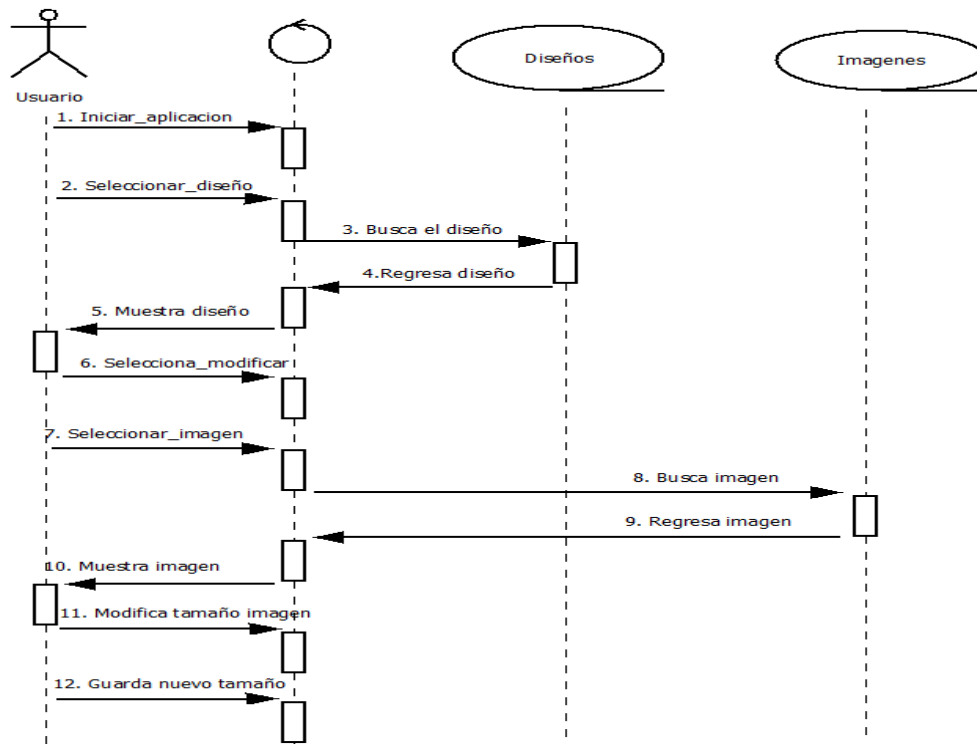 Diseños
Imagenes
Usuario
1. Iniciar_aplicacion
2. Seleccionar_diseño
3. Busca el diseño
4.Regresa diseño
5. Muestra diseño
6. Selecciona_modificar
7. Seleccionar_imagen
8. Busca imagen
9. Regresa imagen
10. Muestra imagen
11. Modifica tamaño imagen
12. Guarda nuevo tamaño